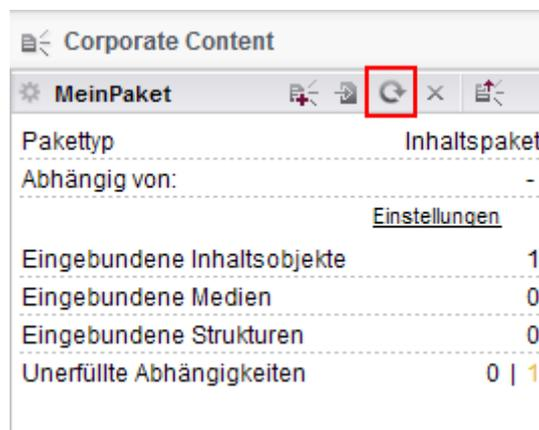 Corporate Content
MeinPaket
Pakettyp Inhaltspaket
Abhängig von: -
Einstellungen
Eingebundene Inhaltsobjekte 1
Eingebundene Medien 0
Eingebundene Strukturen 0
Unerfüllte Abhängigkeiten 0 | 1